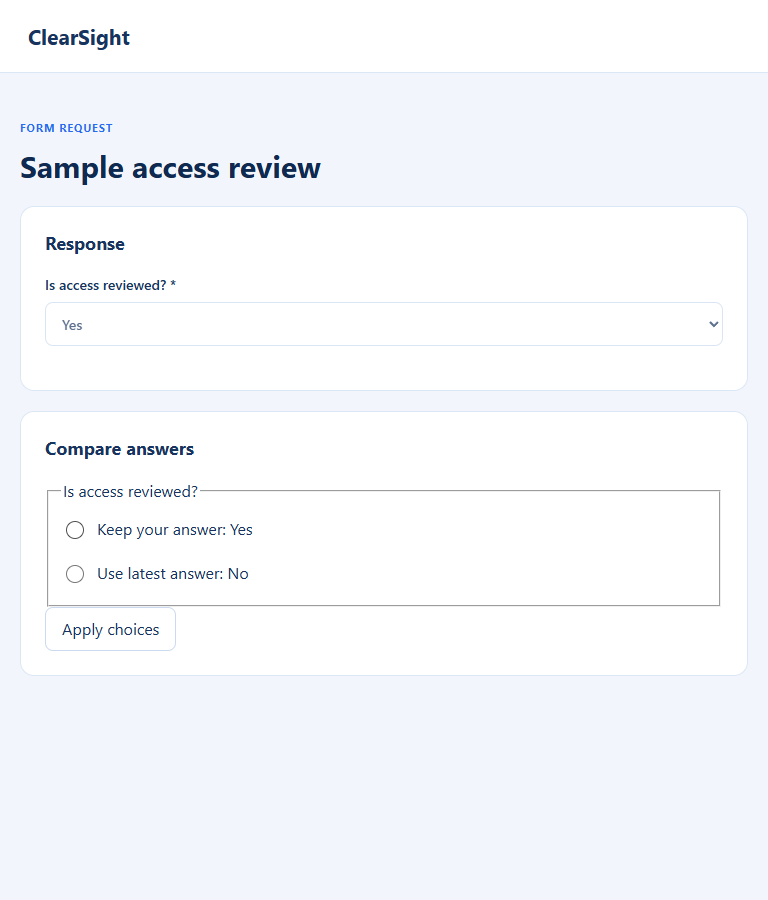 ClearSight
FORM REQUEST
Sample access review
Response
Is access reviewed? *
Yes
Compare answers
Is access reviewed?
Keep your answer: Yes
Use latest answer: No
Apply choices